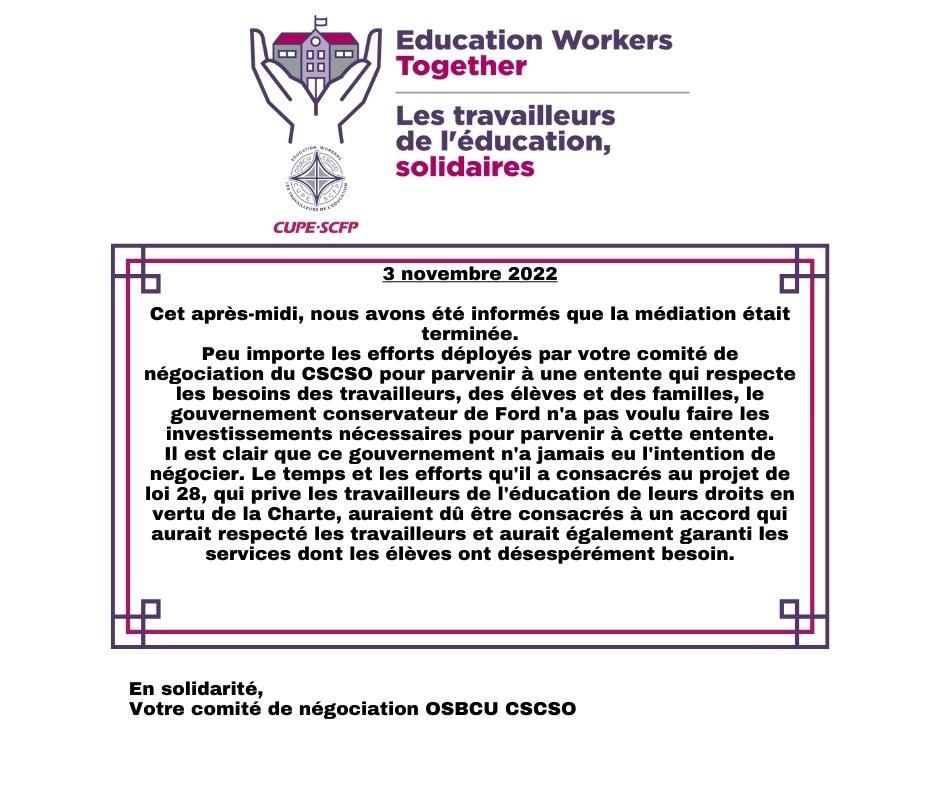 Education Workers
Together
Les travailleurs
de l'éducation,
solidaires
EDUCATION WORKERS
OSBCU CSCSO
CUPE SCFP
LES TRAVAILLEURS DE L'ÉDUCATION
CUPE·SCFP
3 novembre 2022
Cet après-midi, nous avons été informés que la médiation était
terminée.
Peu importe les efforts déployés par votre comité de
négociation du CSCSO pour parvenir à une entente qui respecte
les besoins des travailleurs, des élèves et des familles, le
gouvernement conservateur de Ford n'a pas voulu faire les
investissements nécessaires pour parvenir à cette entente.
Il est clair que ce gouvernement n'a jamais eu l'intention de
négocier. Le temps et les efforts qu'il a consacrés au projet de
loi 28, qui prive les travailleurs de l'éducation de leurs droits en
vertu de la Charte, auraient dû être consacrés à un accord qui
aurait respecté les travailleurs et aurait également garanti les
services dont les élèves ont désespérément besoin.
En solidarité,
Votre comité de négociation OSBCU CSCSO